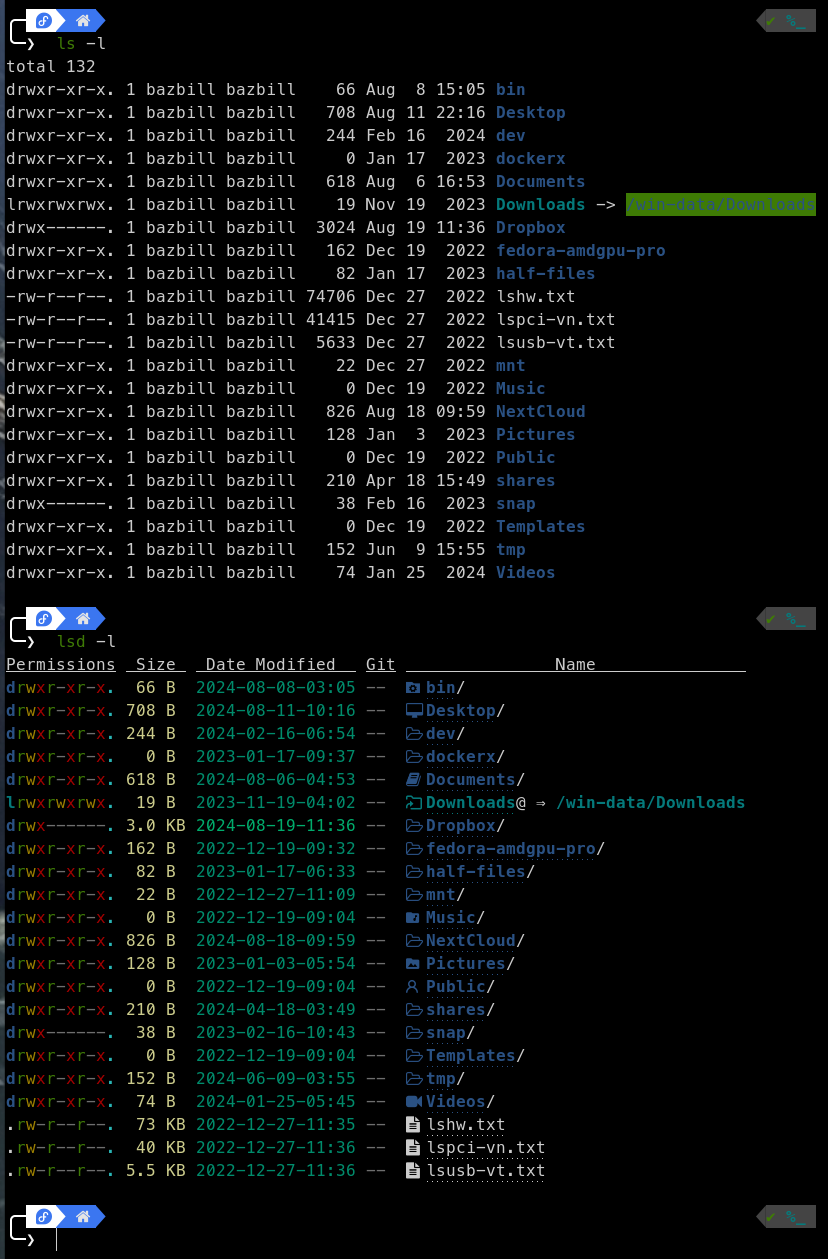 ✔ %_
❯ ls -l
total 132
drwxr-xr-x. 1 bazbill bazbill    66 Aug  8 15:05 bin
drwxr-xr-x. 1 bazbill bazbill   708 Aug 11 22:16 Desktop
drwxr-xr-x. 1 bazbill bazbill   244 Feb 16  2024 dev
drwxr-xr-x. 1 bazbill bazbill     0 Jan 17  2023 dockerx
drwxr-xr-x. 1 bazbill bazbill   618 Aug  6 16:53 Documents
lrwxrwxrwx. 1 bazbill bazbill    19 Nov 19  2023 Downloads -> /win-data/Downloads
drwx------. 1 bazbill bazbill  3024 Aug 19 11:36 Dropbox
drwxr-xr-x. 1 bazbill bazbill   162 Dec 19  2022 fedora-amdgpu-pro
drwxr-xr-x. 1 bazbill bazbill    82 Jan 17  2023 half-files
-rw-r--r--. 1 bazbill bazbill 74706 Dec 27  2022 lshw.txt
-rw-r--r--. 1 bazbill bazbill 41415 Dec 27  2022 lspci-vn.txt
-rw-r--r--. 1 bazbill bazbill  5633 Dec 27  2022 lsusb-vt.txt
drwxr-xr-x. 1 bazbill bazbill    22 Dec 27  2022 mnt
drwxr-xr-x. 1 bazbill bazbill     0 Dec 19  2022 Music
drwxr-xr-x. 1 bazbill bazbill   826 Aug 18 09:59 NextCloud
drwxr-xr-x. 1 bazbill bazbill   128 Jan  3  2023 Pictures
drwxr-xr-x. 1 bazbill bazbill     0 Dec 19  2022 Public
drwxr-xr-x. 1 bazbill bazbill   210 Apr 18 15:49 shares
drwx------. 1 bazbill bazbill    38 Feb 16  2023 snap
drwxr-xr-x. 1 bazbill bazbill     0 Dec 19  2022 Templates
drwxr-xr-x. 1 bazbill bazbill   152 Jun  9 15:55 tmp
drwxr-xr-x. 1 bazbill bazbill    74 Jan 25  2024 Videos
✔ %_
❯ lsd -l
Permissions  Size   Date Modified   Git  Name
drwxr-xr-x.  66 B  2024-08-08-03:05 --  bin/
drwxr-xr-x. 708 B  2024-08-11-10:16 --  Desktop/
drwxr-xr-x. 244 B  2024-02-16-06:54 --  dev/
drwxr-xr-x.   0 B  2023-01-17-09:37 --  dockerx/
drwxr-xr-x. 618 B  2024-08-06-04:53 --  Documents/
lrwxrwxrwx.  19 B  2023-11-19-04:02 --  Downloads@ ⇒ /win-data/Downloads
drwx------. 3.0 KB 2024-08-19-11:36 --  Dropbox/
drwxr-xr-x. 162 B  2022-12-19-09:32 --  fedora-amdgpu-pro/
drwxr-xr-x.  82 B  2023-01-17-06:33 --  half-files/
drwxr-xr-x.  22 B  2022-12-27-11:09 --  mnt/
drwxr-xr-x.   0 B  2022-12-19-09:04 --  Music/
drwxr-xr-x. 826 B  2024-08-18-09:59 --  NextCloud/
drwxr-xr-x. 128 B  2023-01-03-05:54 --  Pictures/
drwxr-xr-x.   0 B  2022-12-19-09:04 --  Public/
drwxr-xr-x. 210 B  2024-04-18-03:49 --  shares/
drwx------.  38 B  2023-02-16-10:43 --  snap/
drwxr-xr-x.   0 B  2022-12-19-09:04 --  Templates/
drwxr-xr-x. 152 B  2024-06-09-03:55 --  tmp/
drwxr-xr-x.  74 B  2024-01-25-05:45 --  Videos/
.rw-r--r--.  73 KB 2022-12-27-11:35 --  lshw.txt
.rw-r--r--.  40 KB 2022-12-27-11:36 --  lspci-vn.txt
.rw-r--r--. 5.5 KB 2022-12-27-11:36 --  lsusb-vt.txt
✔ %_
❯